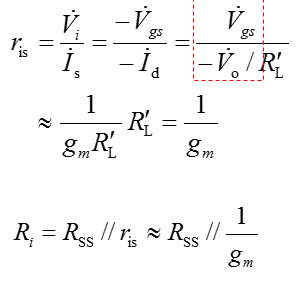 r_is = V̇_i / İ_s = −V̇_gs / −İ_d = V̇_gs / (−V̇_o / R′_L)
≈ 1 / (g_m R′_L) R′_L = 1 / g_m
R_i = R_SS // r_is ≈ R_SS // 1 / g_m